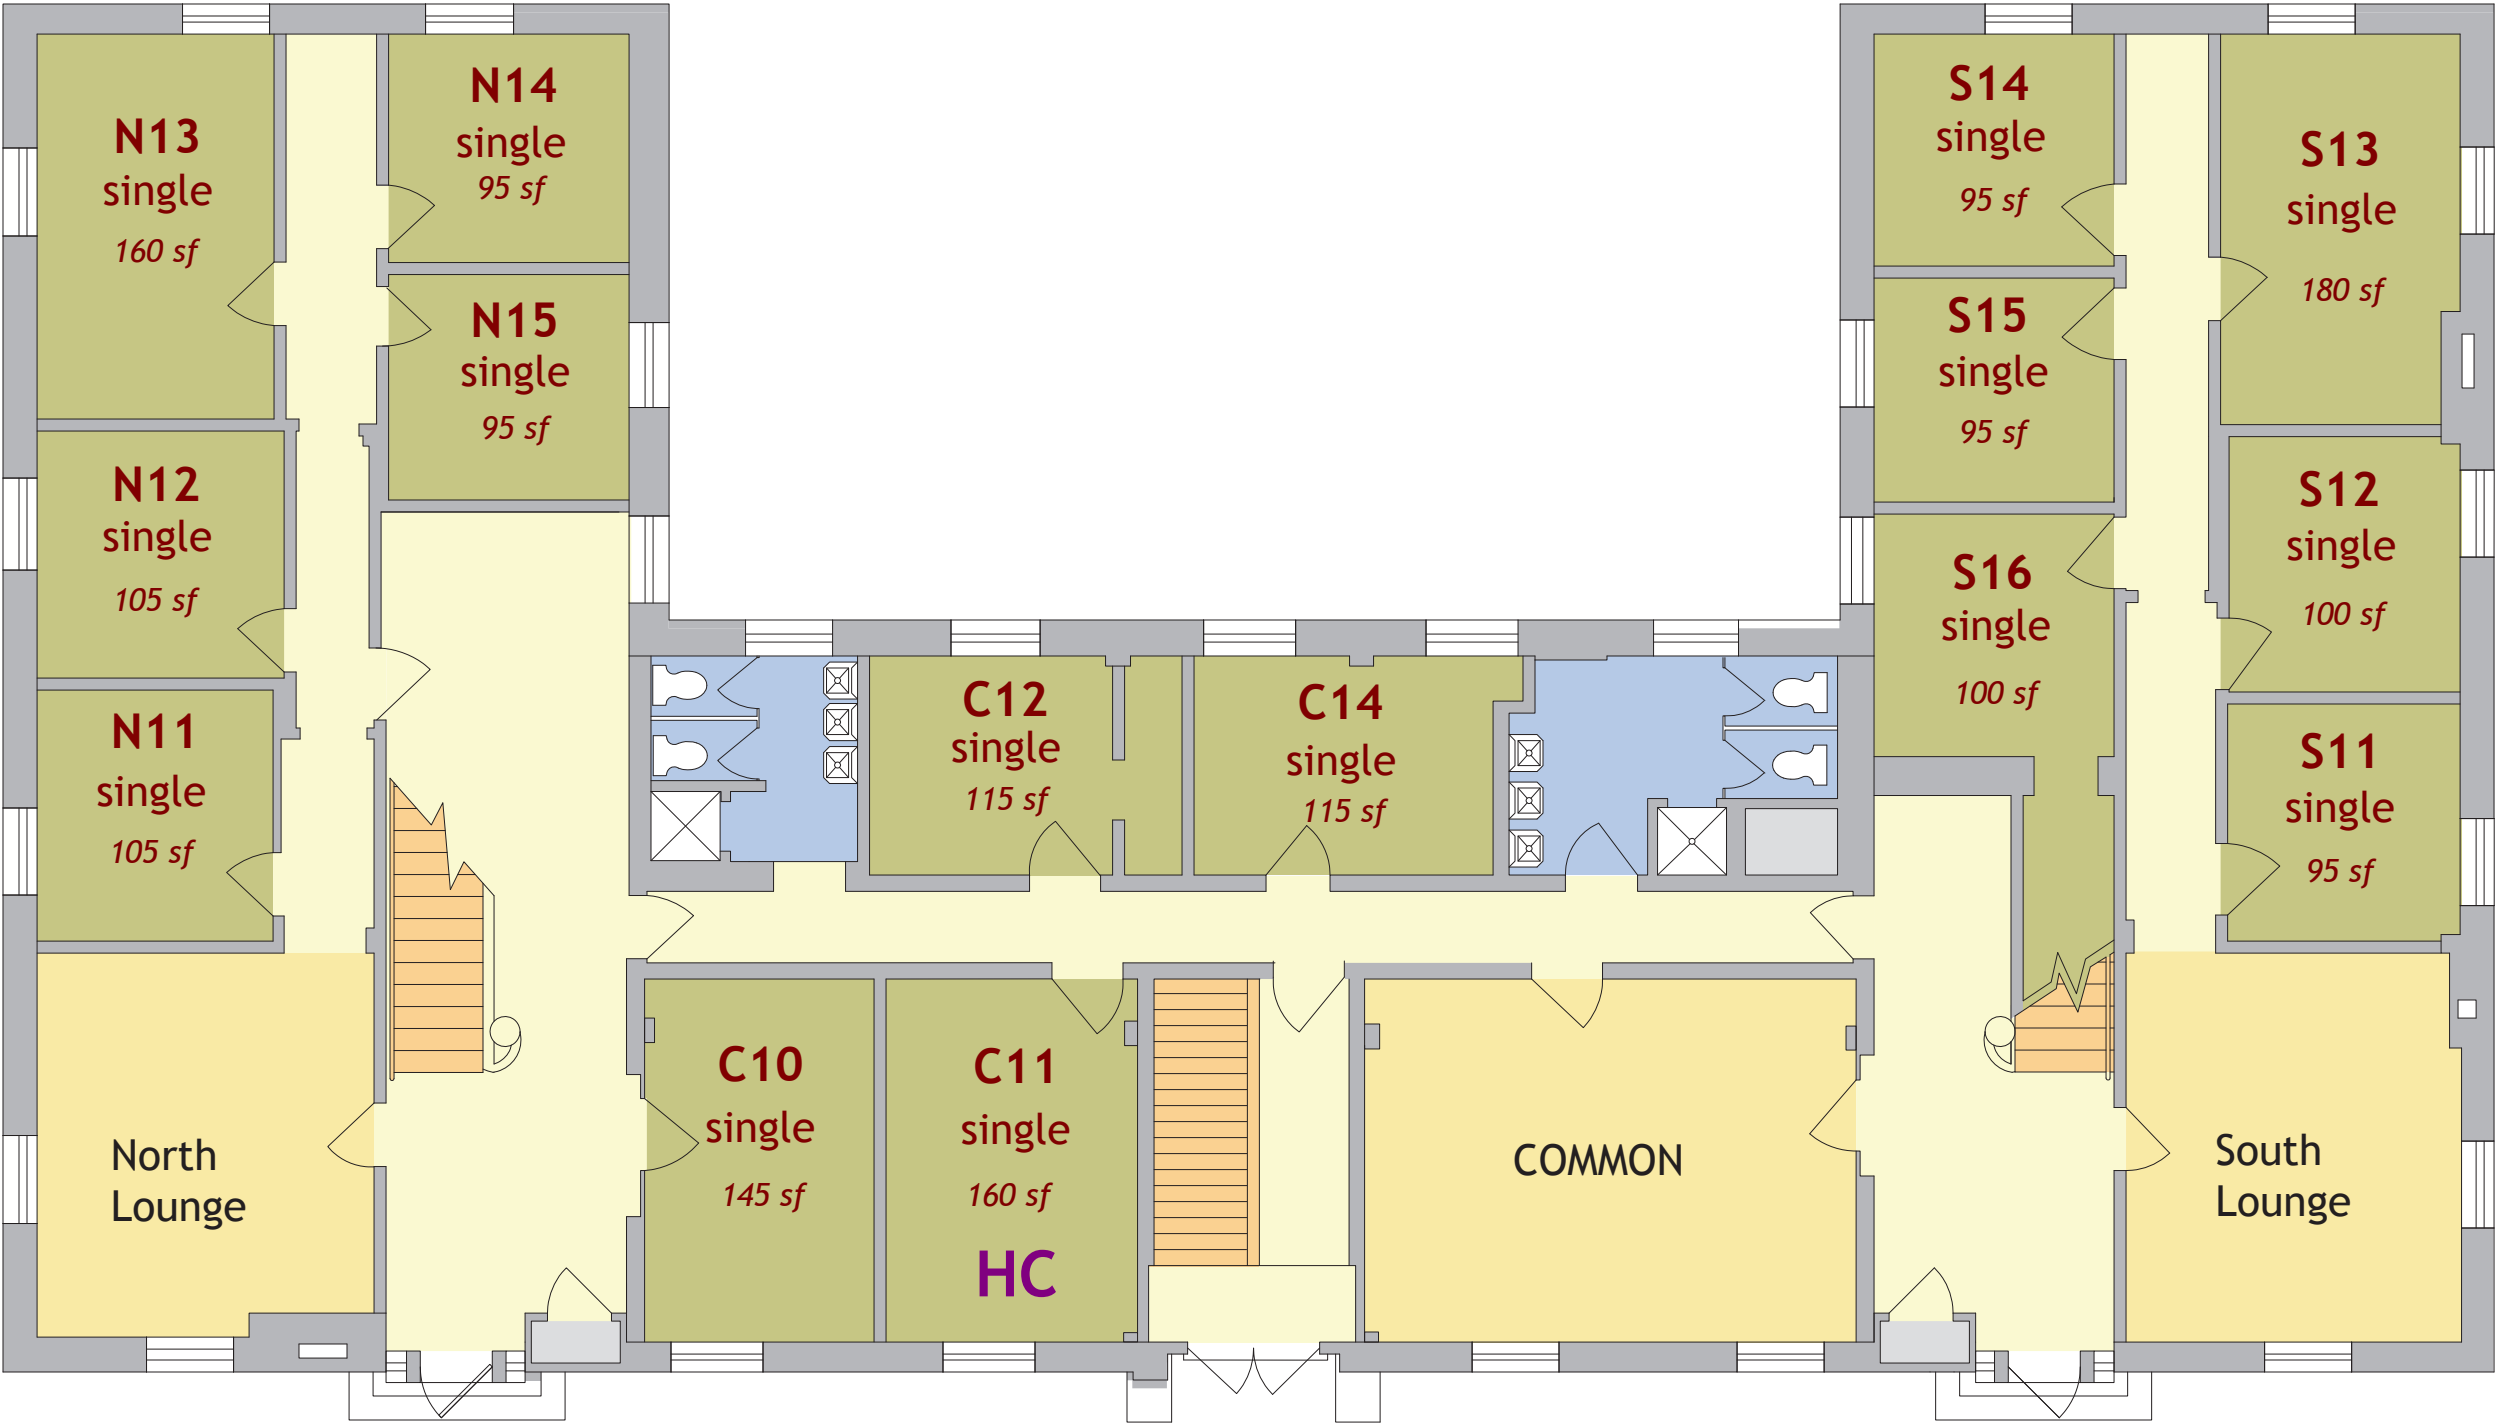 N13
single
160 sf
N14
single
95 sf
N15
single
95 sf
N12
single
105 sf
N11
single
105 sf
North
Lounge
C12
single
115 sf
C14
single
115 sf
C10
single
145 sf
C11
single
160 sf
HC
COMMON
S14
single
95 sf
S13
single
180 sf
S15
single
95 sf
S12
single
100 sf
S16
single
100 sf
S11
single
95 sf
South
Lounge